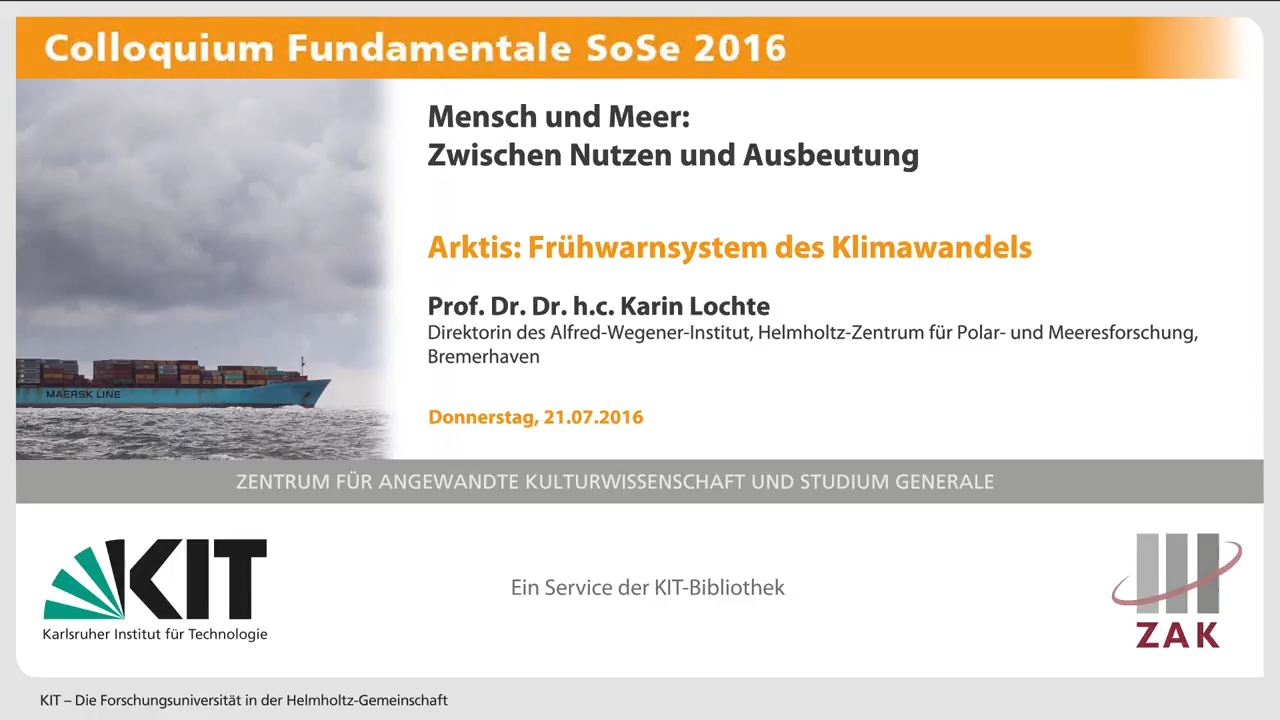 Colloquium Fundamentale SoSe 2016
Mensch und Meer:
Zwischen Nutzen und Ausbeutung
Arktis: Frühwarnsystem des Klimawandels
Prof. Dr. Dr. h.c. Karin Lochte
Direktorin des Alfred-Wegener-Institut, Helmholtz-Zentrum für Polar- und Meeresforschung,
Bremerhaven
MAERSK LINE
Donnerstag, 21.07.2016
ZENTRUM FÜR ANGEWANDTE KULTURWISSENSCHAFT UND STUDIUM GENERALE
KIT
Karlsruher Institut für Technologie
Ein Service der KIT-Bibliothek
ZAK
KIT – Die Forschungsuniversität in der Helmholtz-Gemeinschaft